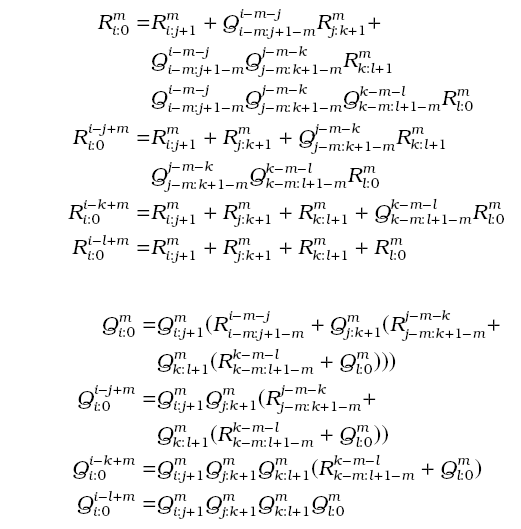 R^{m}_{i:0} = R^{m}_{i:j+1} + Q^{i-m-j}_{i-m:j+1-m} R^{m}_{j:k+1} +
Q^{i-m-j}_{i-m:j+1-m} Q^{j-m-k}_{j-m:k+1-m} R^{m}_{k:l+1}
Q^{i-m-j}_{i-m:j+1-m} Q^{j-m-k}_{j-m:k+1-m} Q^{k-m-l}_{k-m:l+1-m} R^{m}_{l:0}
R^{i-j+m}_{i:0} = R^{m}_{i:j+1} + R^{m}_{j:k+1} + Q^{j-m-k}_{j-m:k+1-m} R^{m}_{k:l+1}
Q^{j-m-k}_{j-m:k+1-m} Q^{k-m-l}_{k-m:l+1-m} R^{m}_{l:0}
R^{i-k+m}_{i:0} = R^{m}_{i:j+1} + R^{m}_{j:k+1} + R^{m}_{k:l+1} + Q^{k-m-l}_{k-m:l+1-m} R^{m}_{l:0}
R^{i-l+m}_{i:0} = R^{m}_{i:j+1} + R^{m}_{j:k+1} + R^{m}_{k:l+1} + R^{m}_{l:0}
Q^{m}_{i:0} = Q^{m}_{i:j+1} (R^{i-m-j}_{i-m:j+1-m} + Q^{m}_{j:k+1} (R^{j-m-k}_{j-m:k+1-m} +
Q^{m}_{k:l+1} (R^{k-m-l}_{k-m:l+1-m} + Q^{m}_{l:0})))
Q^{i-j+m}_{i:0} = Q^{m}_{i:j+1} Q^{m}_{j:k+1} (R^{j-m-k}_{j-m:k+1-m} +
Q^{m}_{k:l+1} (R^{k-m-l}_{k-m:l+1-m} + Q^{m}_{l:0}))
Q^{i-k+m}_{i:0} = Q^{m}_{i:j+1} Q^{m}_{j:k+1} Q^{m}_{k:l+1} (R^{k-m-l}_{k-m:l+1-m} + Q^{m}_{l:0})
Q^{i-l+m}_{i:0} = Q^{m}_{i:j+1} Q^{m}_{j:k+1} Q^{m}_{k:l+1} Q^{m}_{l:0}